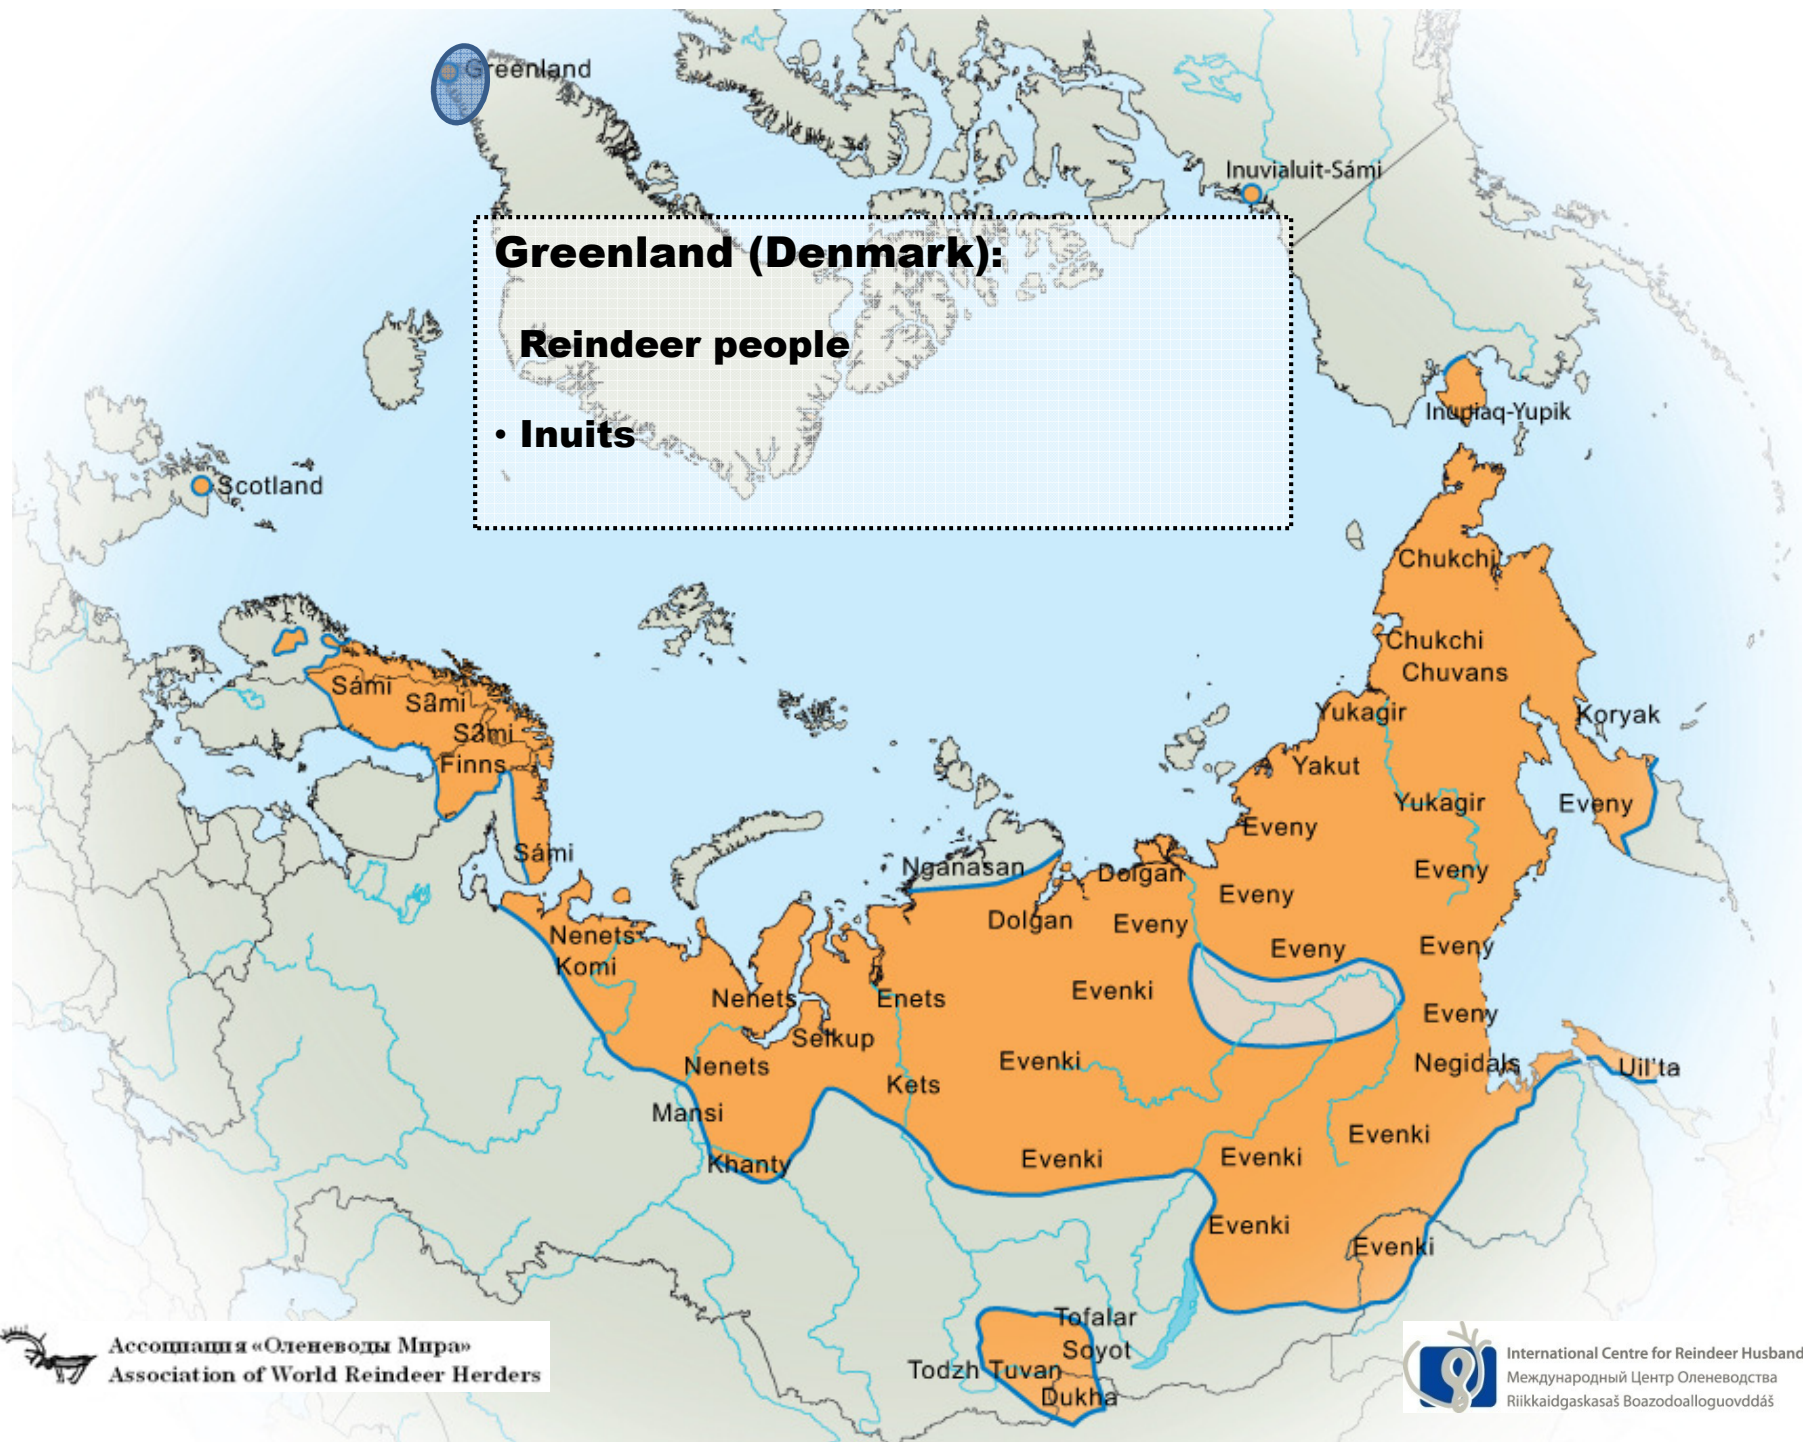 Greenland
Inuvialuit-Sámi
Greenland (Denmark):
Reindeer people
• Inuits
Inupiaq-Yupik
Scotland
Chukchi
Chukchi
Chuvans
Sámi
Sāmi
Sámi
Finns
Sámi
Yukagir
Koryak
Yakut
Yukagir
Eveny
Eveny
Nganasan
Dolgan
Eveny
Eveny
Dolgan
Eveny
Nenets
Komi
Eveny
Eveny
Evenki
Nenets
Enets
Eveny
Selkup
Evenki
Negidals
Uil'ta
Nenets
Kets
Mansi
Evenki
Khanty
Evenki
Evenki
Evenki
Evenki
Tofalar
Soyot
Todzh Tuvan
Dukha
Ассоциация «Оленеводы Мира»
Association of World Reindeer Herders
International Centre for Reindeer Husband
Международный Центр Оленеводства
Riikkaidgaskasaš Boazodoalloguovddáš